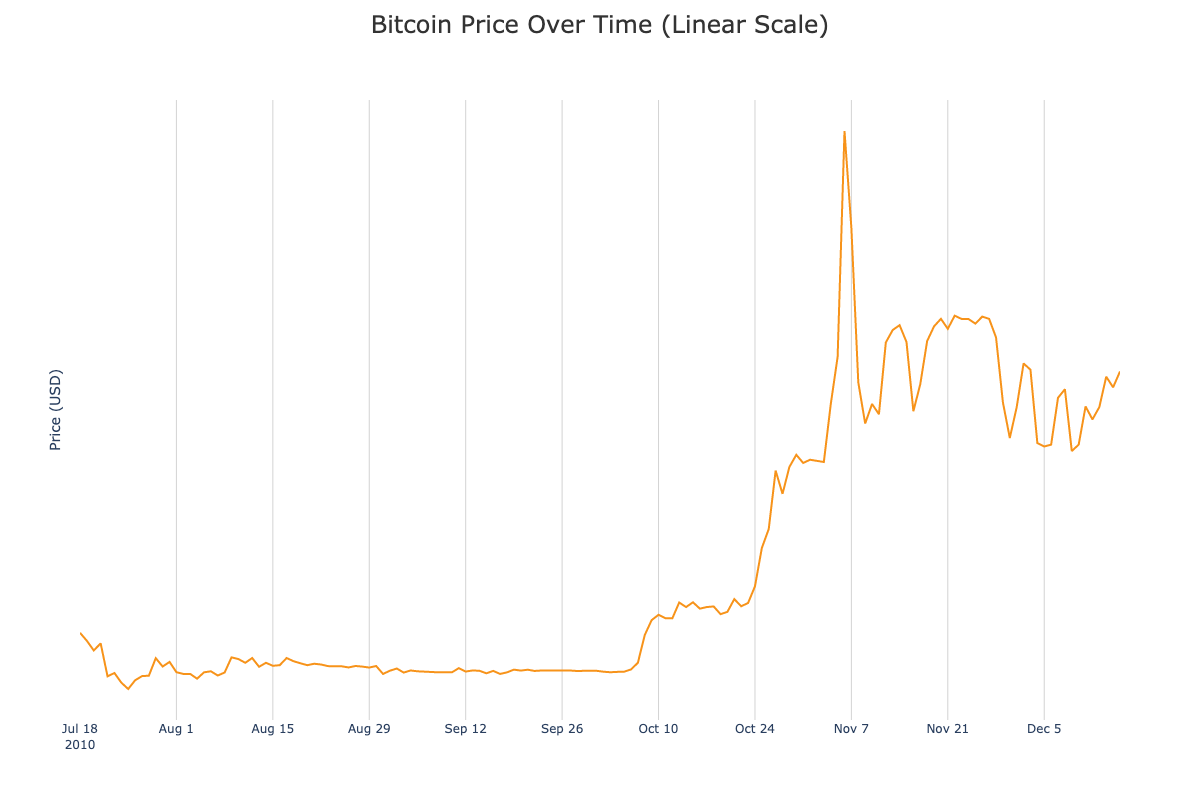 Bitcoin Price Over Time (Linear Scale)
Price (USD)
Jul 18
2010
Aug 1
Aug 15
Aug 29
Sep 12
Sep 26
Oct 10
Oct 24
Nov 7
Nov 21
Dec 5